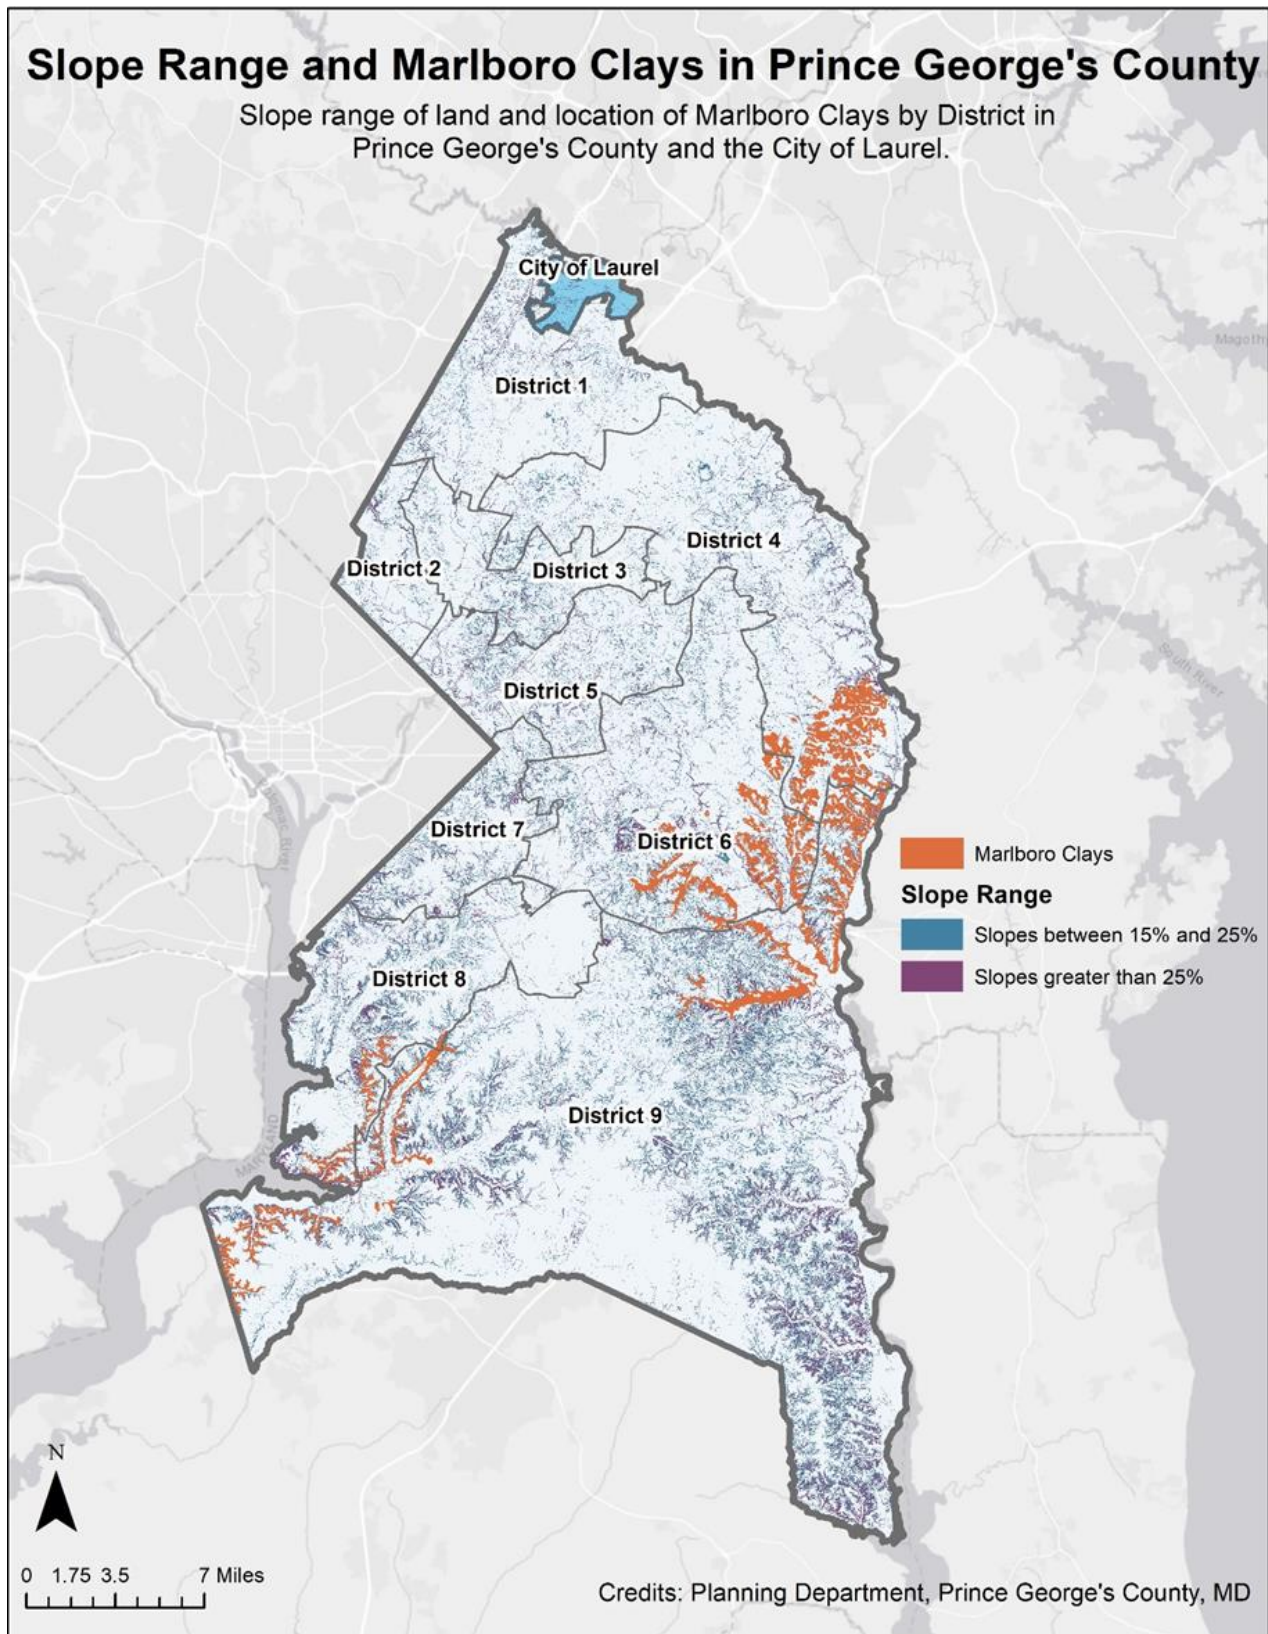 Slope Range and Marlboro Clays in Prince George's County
Slope range of land and location of Marlboro Clays by District in
Prince George's County and the City of Laurel.
City of Laurel
Magoth
District 1
District 4
District 2
District 3
South River
District 5
District 7
District 6
Marlboro Clays
Slope Range
Slopes between 15% and 25%
Slopes greater than 25%
District 8
District 9
MARYLAND
N
0 1.75 3.5 7 Miles
Credits: Planning Department, Prince George's County, MD